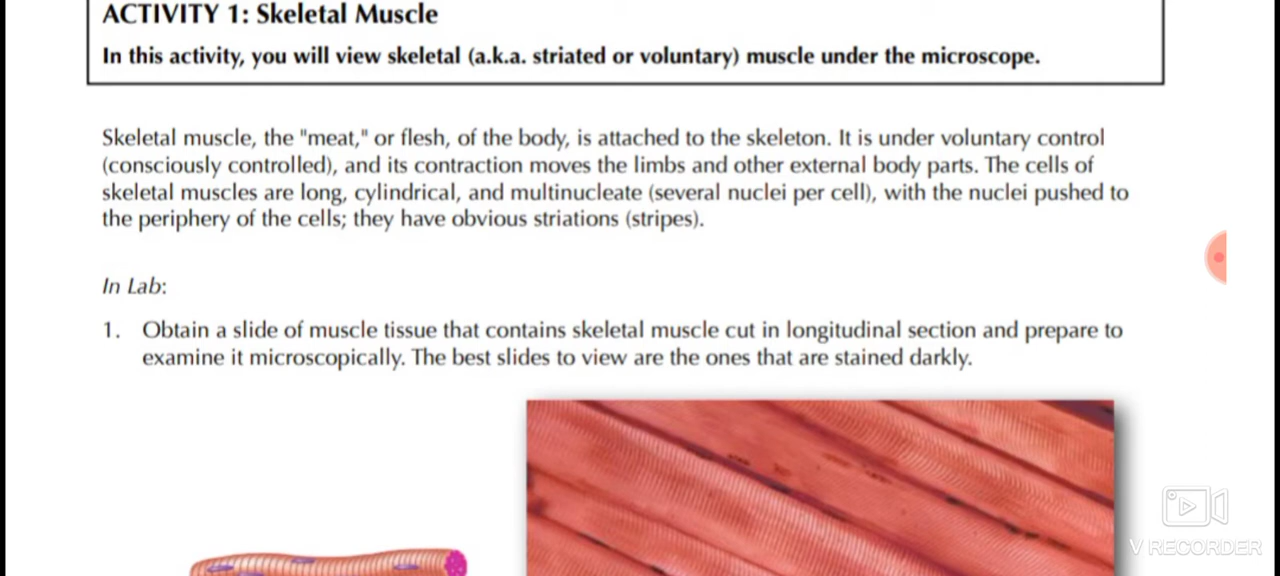 ACTIVITY 1: Skeletal Muscle
In this activity, you will view skeletal (a.k.a. striated or voluntary) muscle under the microscope.
Skeletal muscle, the "meat," or flesh, of the body, is attached to the skeleton. It is under voluntary control
(consciously controlled), and its contraction moves the limbs and other external body parts. The cells of
skeletal muscles are long, cylindrical, and multinucleate (several nuclei per cell), with the nuclei pushed to
the periphery of the cells; they have obvious striations (stripes).
In Lab:
1. Obtain a slide of muscle tissue that contains skeletal muscle cut in longitudinal section and prepare to
examine it microscopically. The best slides to view are the ones that are stained darkly.
V RECORDER